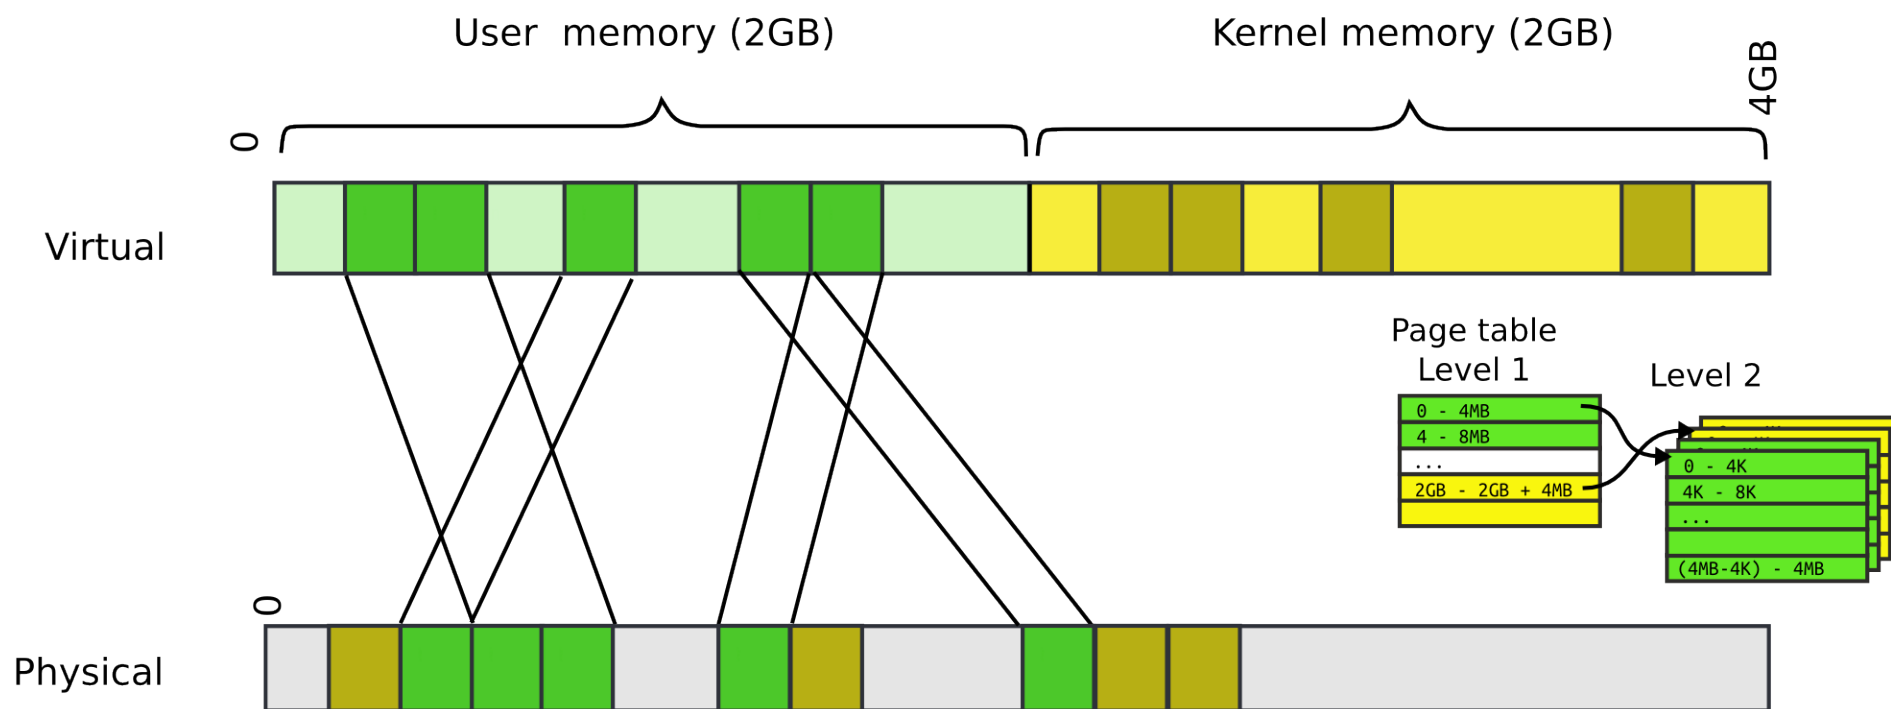 User  memory (2GB)
Kernel memory (2GB)
4GB
0
Virtual
Page table
Level 1
Level 2
0 - 4MB
4 - 8MB
...
2GB - 2GB + 4MB
0 - 4K
4K - 8K
...
(4MB-4K) - 4MB
0
Physical